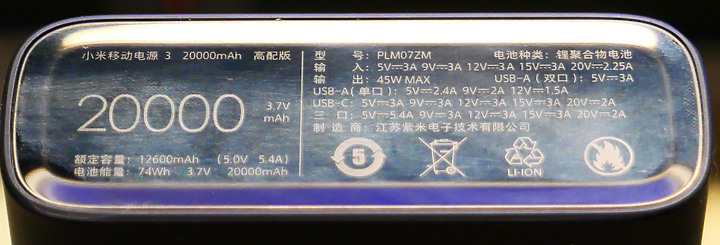 小米移动电源 3 20000mAh 高配版
20000 3.7V mAh
额定容量: 12600mAh (5.0V 5.4A)
电池能量: 74Wh 3.7V 20000mAh
型 号: PLM07ZM 电池种类: 锂聚合物电池
输 入: 5V⎓3A 9V⎓3A 12V⎓3A 15V⎓3A 20V⎓2.25A
输 出: 45W MAX USB-A (双口): 5V⎓3A
USB-A (单口): 5V⎓2.4A 9V⎓2A 12V⎓1.5A
USB-C: 5V⎓3A 9V⎓3A 12V⎓3A 15V⎓3A 20V⎓2A
三 口: 5V⎓5.4A 9V⎓3A 12V⎓3A 15V⎓3A 20V⎓2A
制 造 商: 江苏紫米电子技术有限公司
5
LI-ION